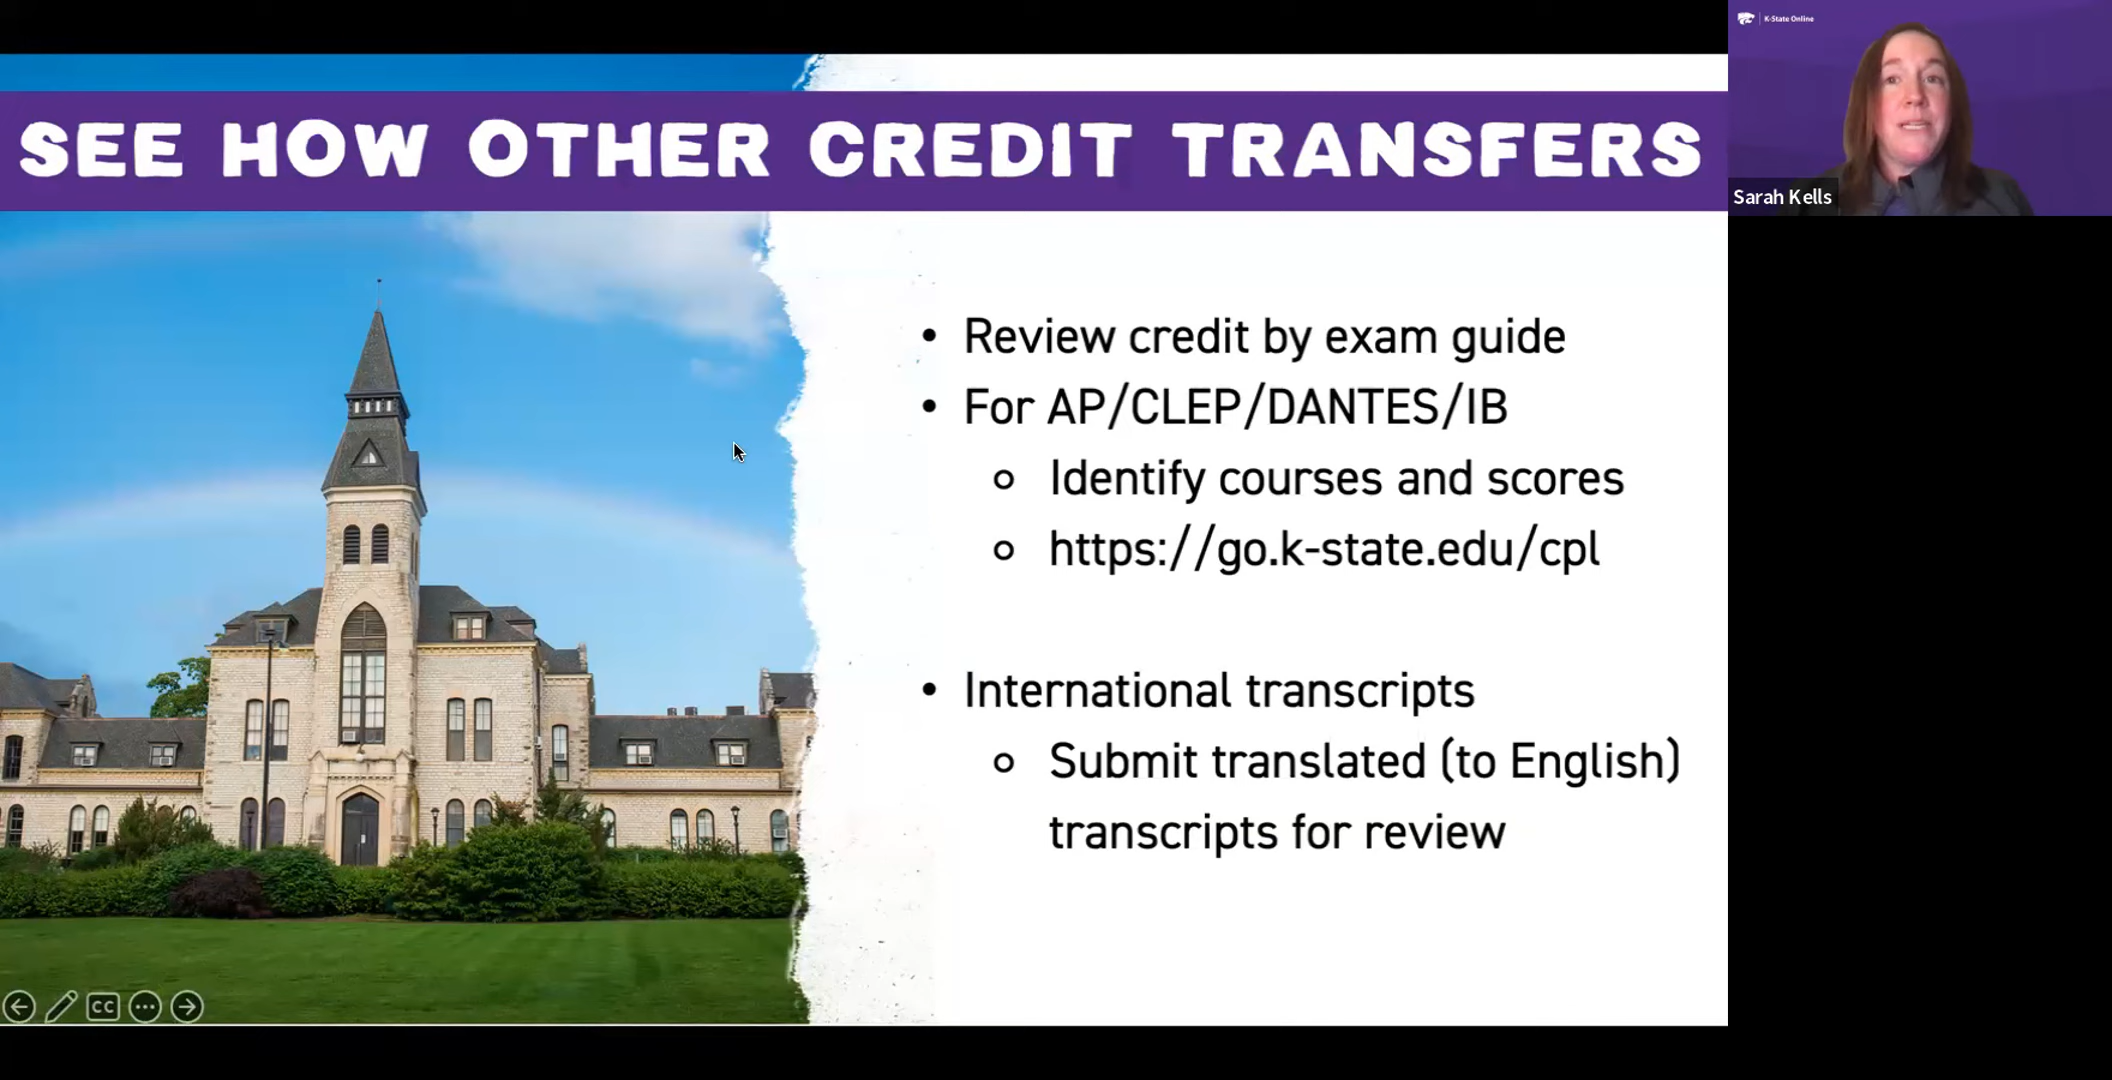 SEE HOW OTHER CREDIT TRANSFERS
K-State Online
Sarah Kells
• Review credit by exam guide
• For AP/CLEP/DANTES/IB
○ Identify courses and scores
○ https://go.k-state.edu/cpl
• International transcripts
○ Submit translated (to English)
transcripts for review
CC